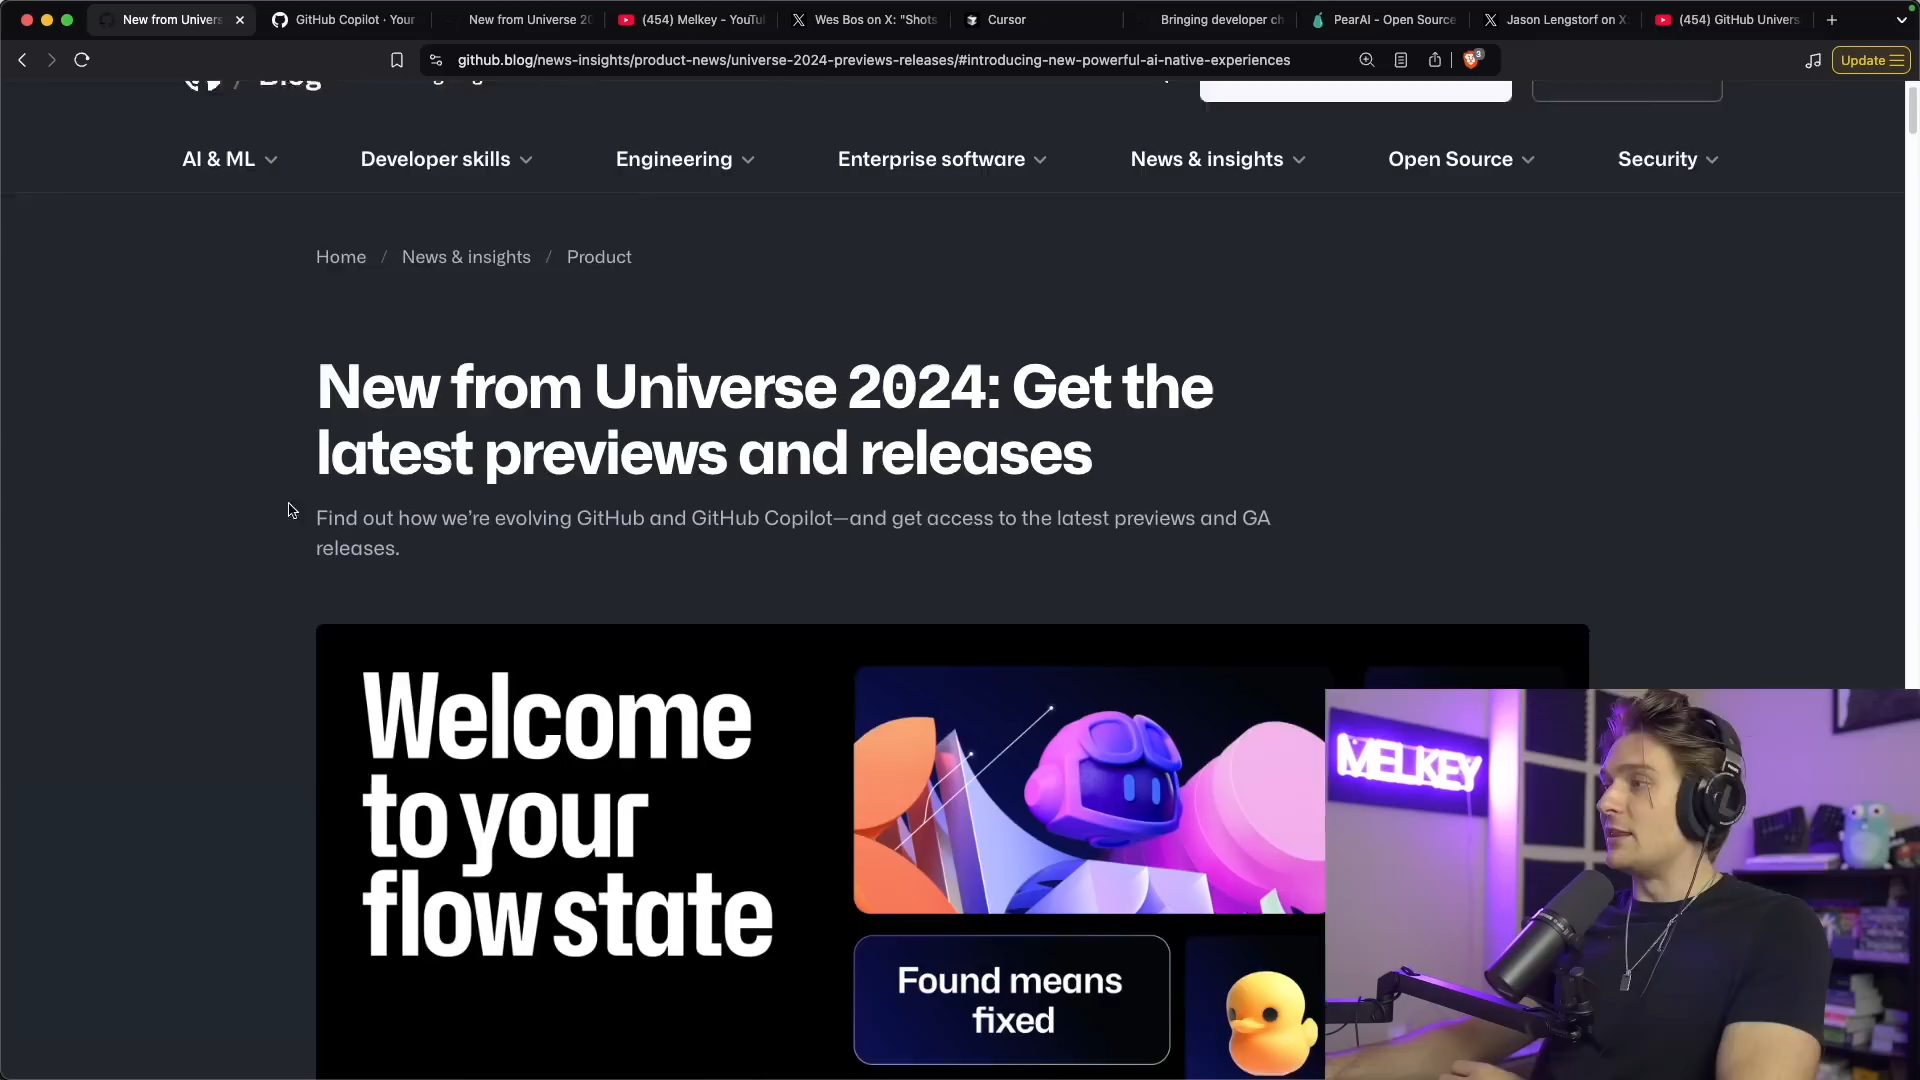 New from Univers
GitHub Copilot · Your
New from Universe 20
(454) Melkey - YouTu
Wes Bos on X: "Shots
Cursor
Bringing developer ch
PearAI - Open Source
Jason Lengstorf on X:
(454) GitHub Univers
github.blog/news-insights/product-news/universe-2024-previews-releases/#introducing-new-powerful-ai-native-experiences
3
Update
Blog
AI & ML
Developer skills
Engineering
Enterprise software
News & insights
Open Source
Security
Home / News & insights / Product
New from Universe 2024: Get the
latest previews and releases
Find out how we're evolving GitHub and GitHub Copilot—and get access to the latest previews and GA
releases.
Welcome
to your
flow state
Found means
fixed
MELKEY